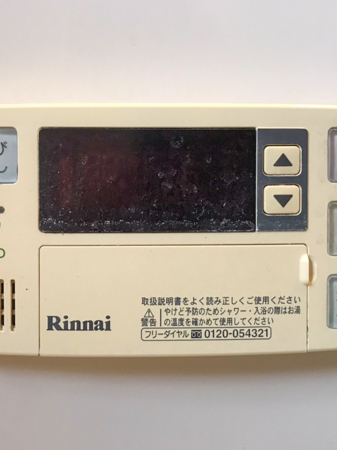 び
し
D
▲
▼
Rinnai
取扱説明書をよく読み正しくご使用ください
⚠警告 やけど予防のためシャワー・入浴の際はお湯
の温度を確かめて使用してください
フリーダイヤル 0120-054321